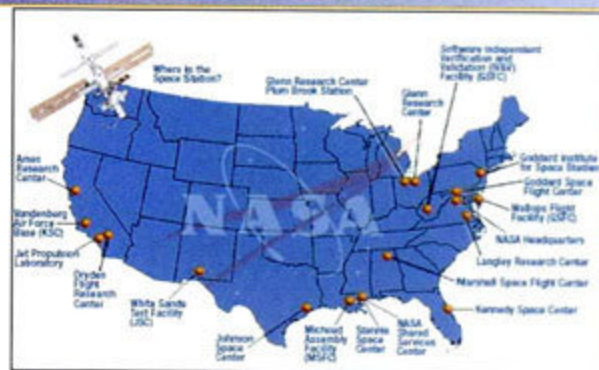 Where is the
Space Station?
Glenn Research Center
Plum Brook Station
Software Independent
Verification and
Validation (IV&V)
Facility (GSFC)
Glenn
Research
Center
Goddard Institute
for Space Studies
Goddard Space
Flight Center
Wallops Flight
Facility (GSFC)
NASA Headquarters
Langley Research Center
Marshall Space Flight Center
Kennedy Space Center
Ames
Research
Center
Vandenburg
Air Force
Base (KSC)
Jet Propulsion
Laboratory
Dryden
Flight
Research
Center
White Sands
Test Facility
(JSC)
Johnson
Space
Center
Michoud
Assembly
Facility
(MSFC)
Stennis
Space
Center
NASA
Shared
Services
Center
NASA